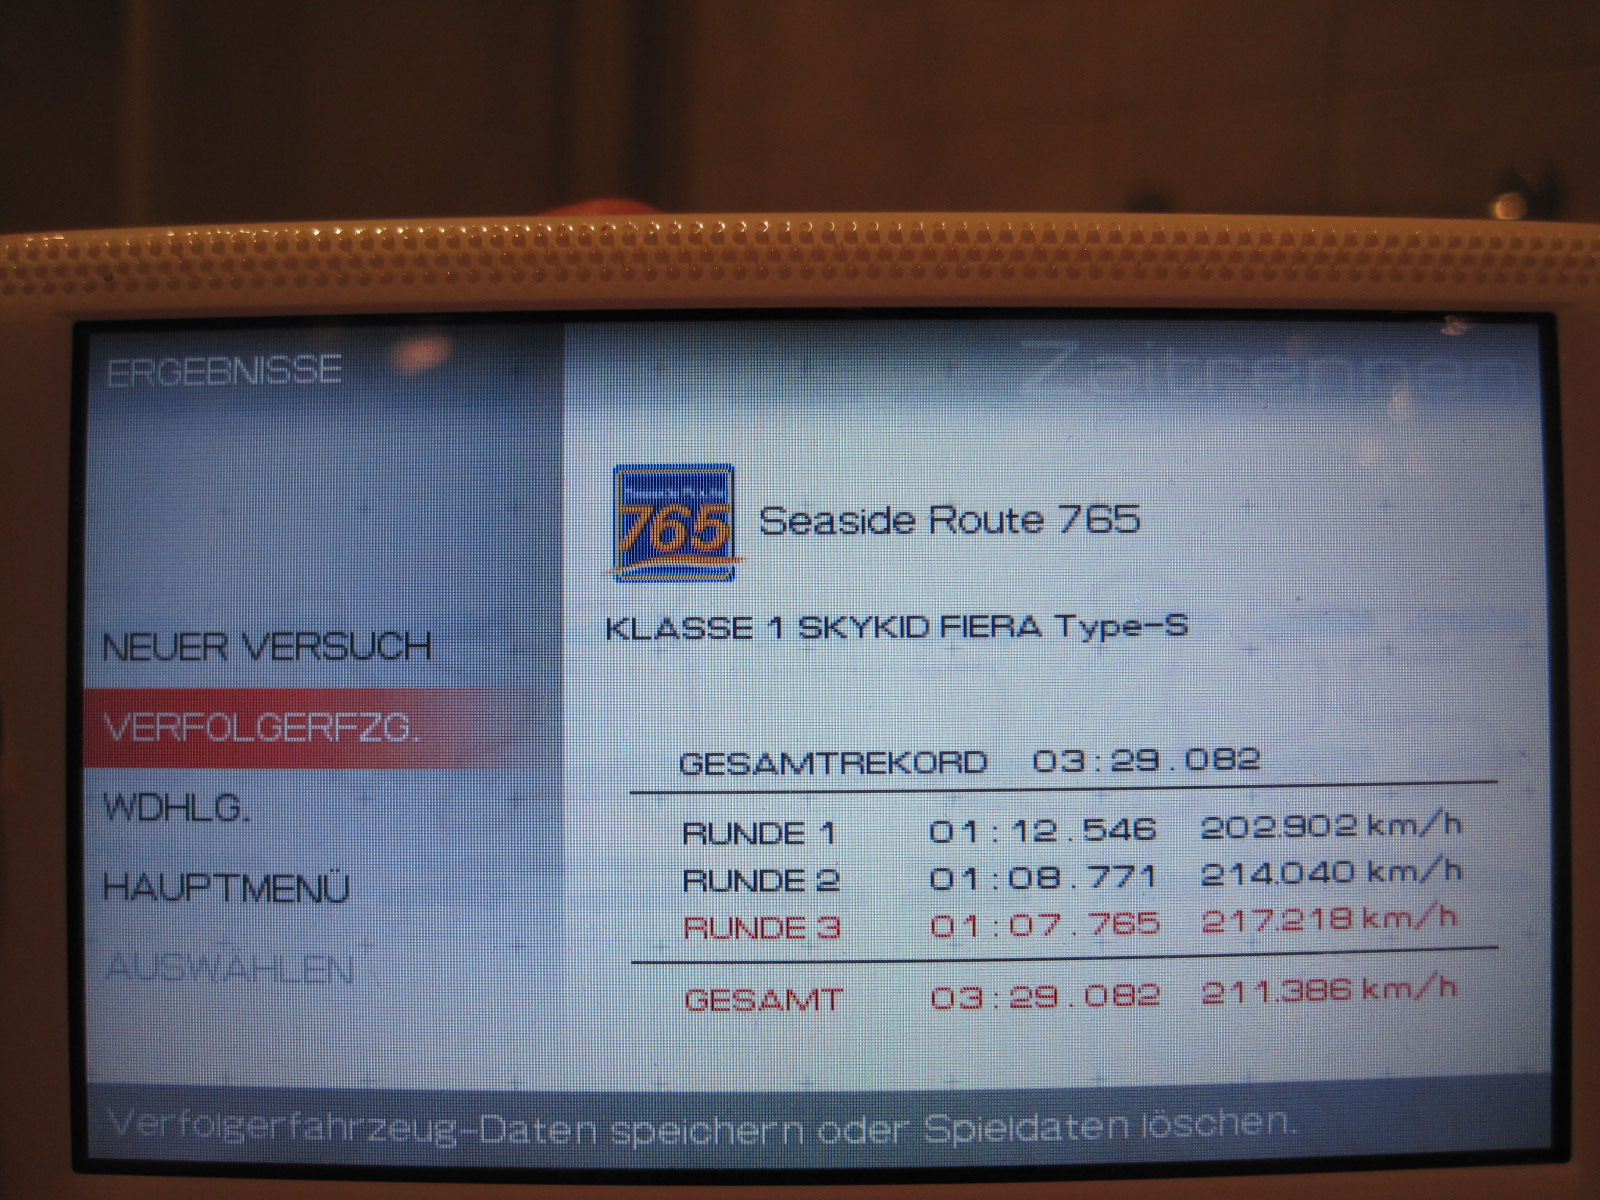 ERGEBNISSE
Zeitrennen
765
Seaside Route 765
KLASSE 1 SKYKID FIERA Type-S
NEUER VERSUCH
VERFOLGERFZG.
WDHLG.
HAUPTMENÜ
AUSWÄHLEN
GESAMTREKORD 03:29.082
RUNDE 1 01:12.546 202.902 km/h
RUNDE 2 01:08.771 214.040 km/h
RUNDE 3 01:07.765 217.218 km/h
GESAMT 03:29.082 211.386 km/h
Verfolgerfahrzeug-Daten speichern oder Spieldaten löschen.